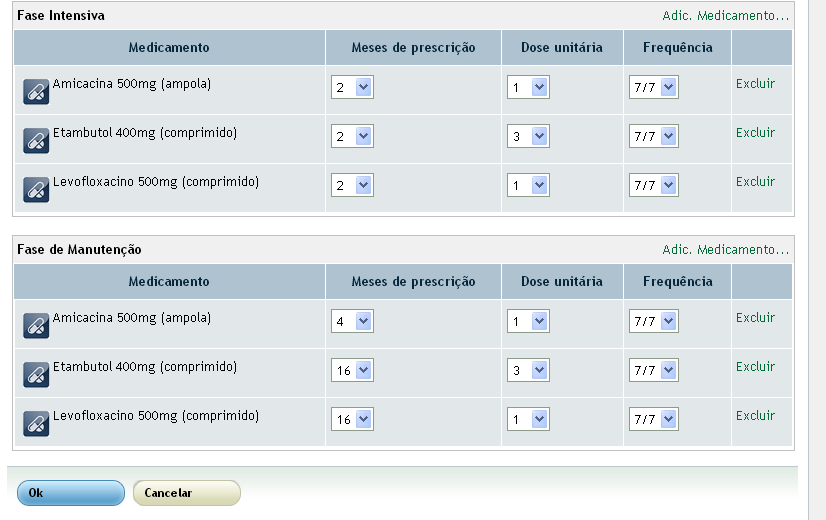 Fase Intensiva Adic. Medicamento...
Medicamento Meses de prescrição Dose unitária Frequência
Amicacina 500mg (ampola) 2 1 7/7 Excluir
Etambutol 400mg (comprimido) 2 3 7/7 Excluir
Levofloxacino 500mg (comprimido) 2 1 7/7 Excluir
Fase de Manutenção Adic. Medicamento...
Medicamento Meses de prescrição Dose unitária Frequência
Amicacina 500mg (ampola) 4 1 7/7 Excluir
Etambutol 400mg (comprimido) 16 3 7/7 Excluir
Levofloxacino 500mg (comprimido) 16 1 7/7 Excluir
Ok Cancelar